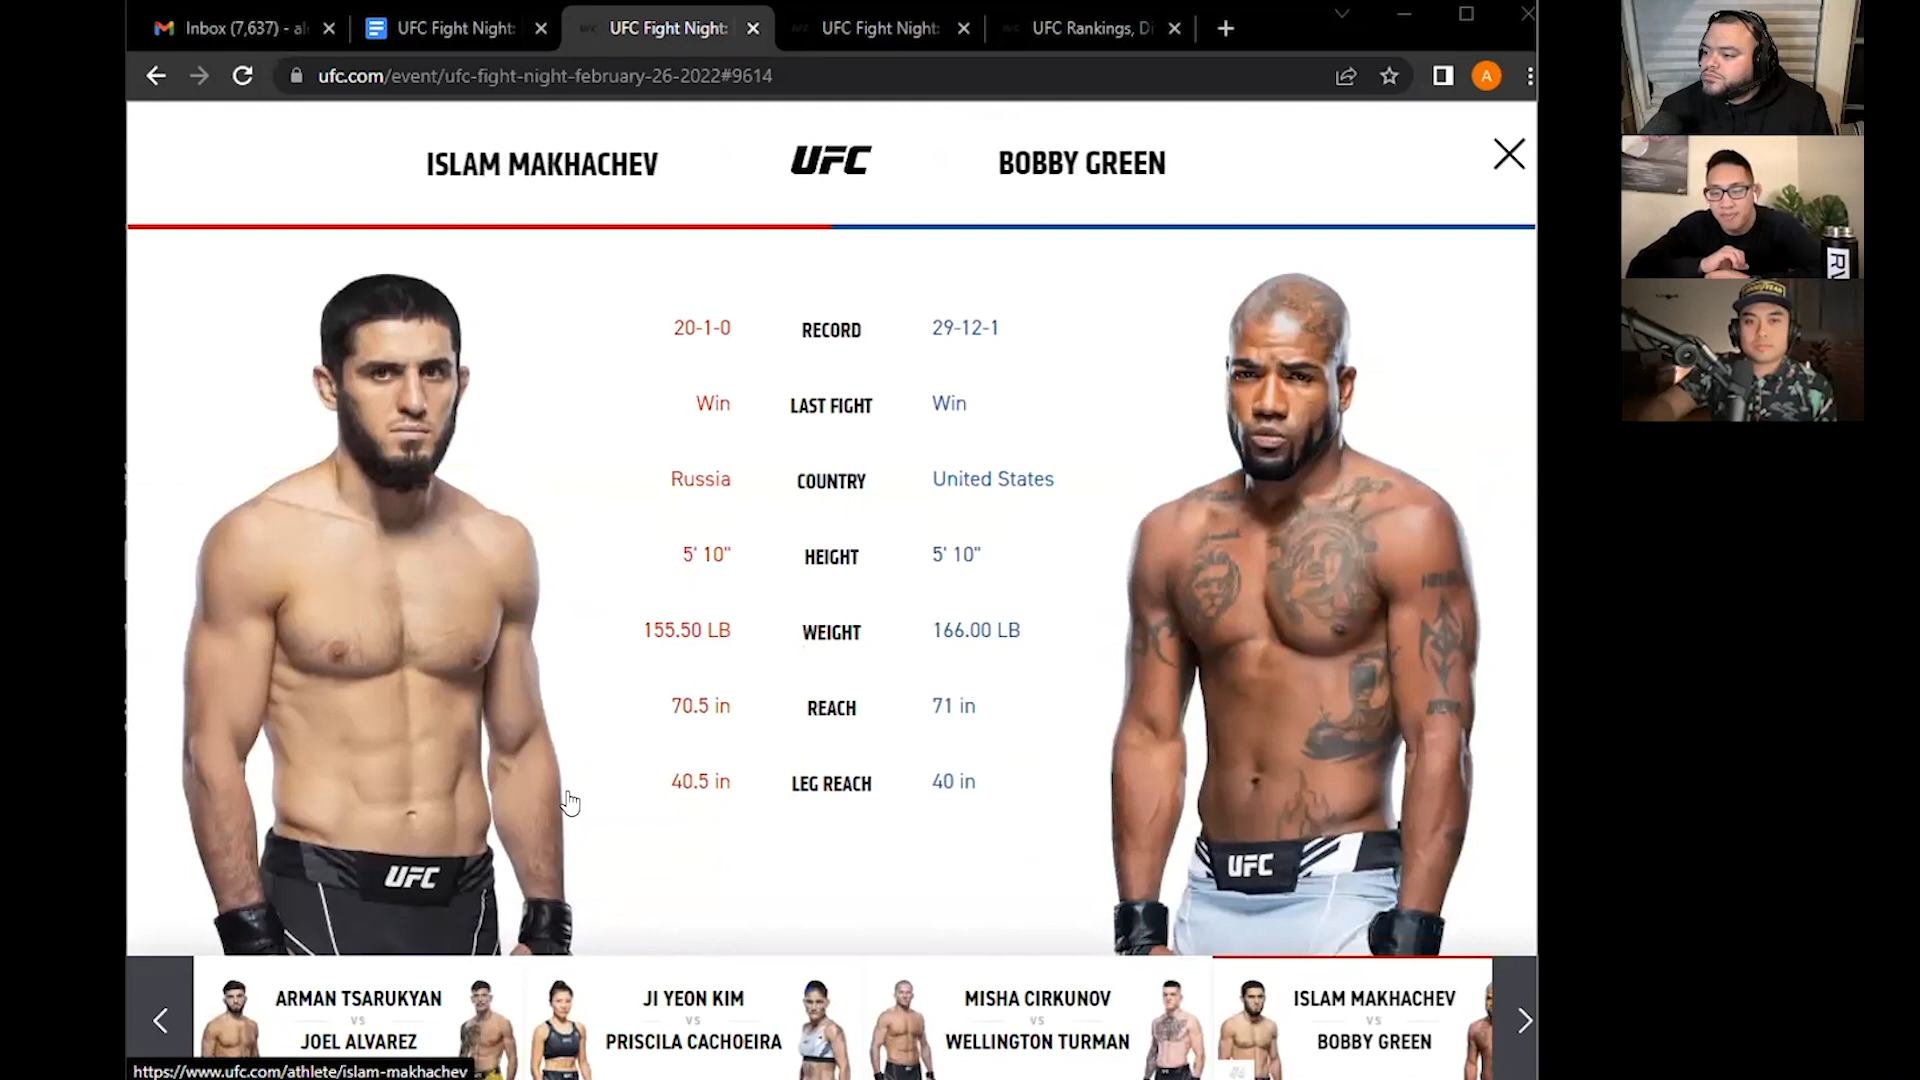 Inbox (7,637) - al
UFC Fight Night:
UFC Fight Night:
UFC Fight Night:
UFC Rankings, Di
ufc.com/event/ufc-fight-night-february-26-2022#9614
A
ISLAM MAKHACHEV
UFC
BOBBY GREEN
20-1-0 RECORD 29-12-1
Win LAST FIGHT Win
Russia COUNTRY United States
5' 10" HEIGHT 5' 10"
155.50 LB WEIGHT 166.00 LB
70.5 in REACH 71 in
40.5 in LEG REACH 40 in
UFC
UFC
ARMAN TSARUKYAN
VS
JOEL ALVAREZ
JI YEON KIM
VS
PRISCILA CACHOEIRA
MISHA CIRKUNOV
VS
WELLINGTON TURMAN
ISLAM MAKHACHEV
VS
BOBBY GREEN
https://www.ufc.com/athlete/islam-makhachev
RV